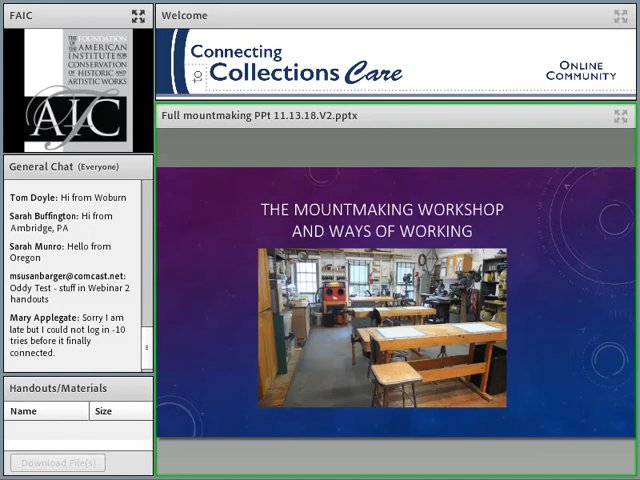 FAIC
THE FOUNDATION
OF THE AMERICAN
INSTITUTE FOR
CONSERVATION
OF HISTORIC AND
ARTISTIC WORKS
AIC
General Chat (Everyone)
Tom Doyle: Hi from Woburn
Sarah Buffington: Hi from
Ambridge, PA
Sarah Munro: Hello from
Oregon
msusanbarger@comcast.net:
Oddy Test - stuff in Webinar 2
handouts
Mary Applegate: Sorry I am
late but I could not log in -10
tries before it finally
connected.
Handouts/Materials
Name Size
Download File(s)
Welcome
Connecting
to Collections Care
ONLINE
COMMUNITY
Full mountmaking PPt 11.13.18.V2.pptx
THE MOUNTMAKING WORKSHOP
AND WAYS OF WORKING